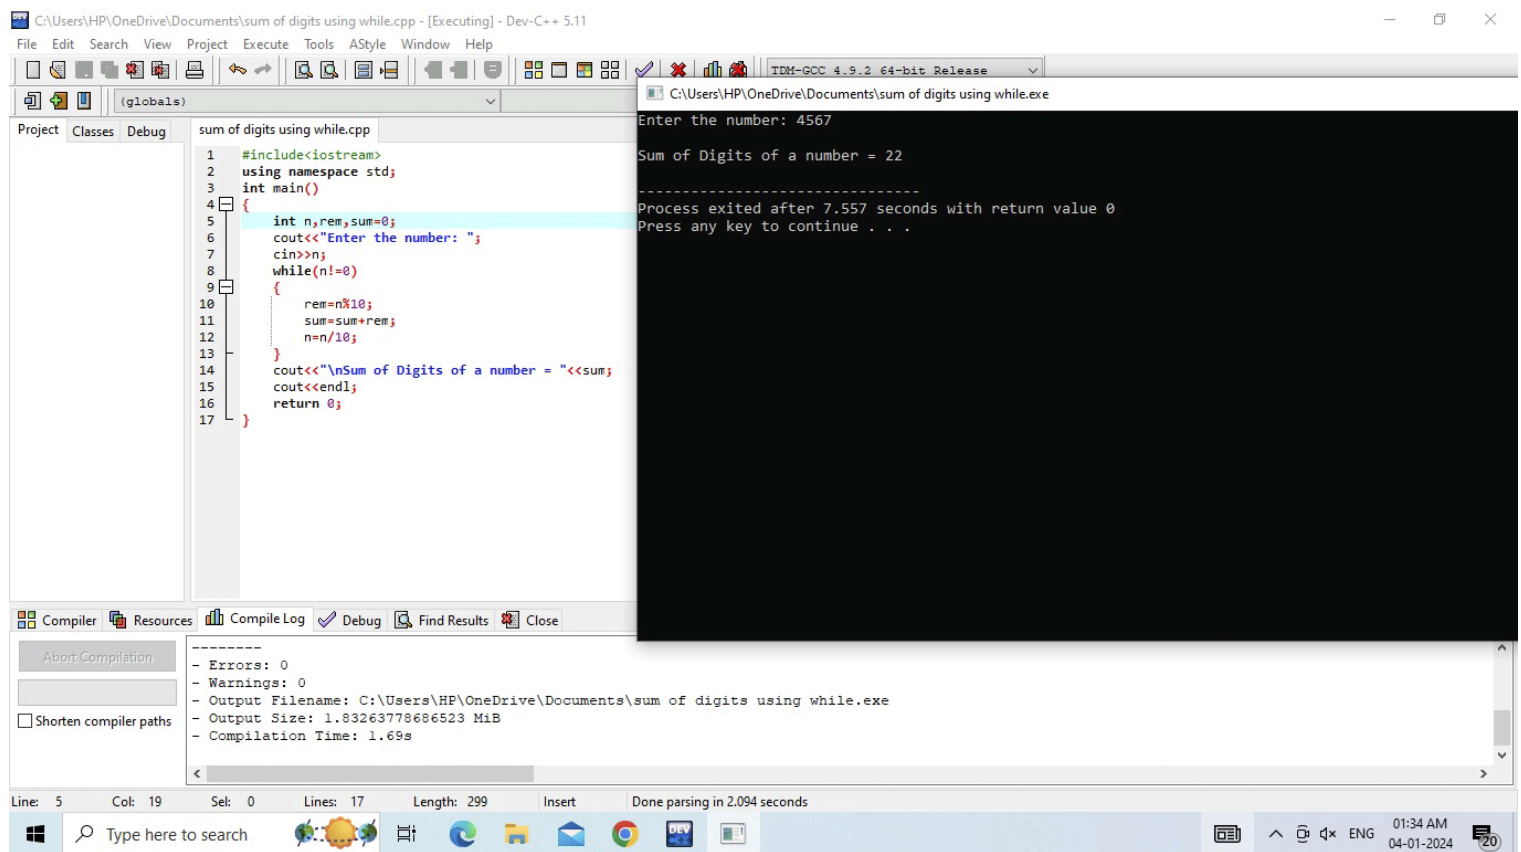 C:\Users\HP\OneDrive\Documents\sum of digits using while.cpp - [Executing] - Dev-C++ 5.11
File Edit Search View Project Execute Tools AStyle Window Help
TDM-GCC 4.9.2 64-bit Release
(globals)
C:\Users\HP\OneDrive\Documents\sum of digits using while.exe
Project Classes Debug
sum of digits using while.cpp
1 #include<iostream>
2 using namespace std;
3 int main()
4 {
5 int n,rem,sum=0;
6 cout<<"Enter the number: ";
7 cin>>n;
8 while(n!=0)
9 {
10 rem=n%10;
11 sum=sum+rem;
12 n=n/10;
13 }
14 cout<<"\nSum of Digits of a number = "<<sum;
15 cout<<endl;
16 return 0;
17 }
Enter the number: 4567
Sum of Digits of a number = 22
--------------------------------
Process exited after 7.557 seconds with return value 0
Press any key to continue . . .
Compiler Resources Compile Log Debug Find Results Close
Abort Compilation
Shorten compiler paths
--------
- Errors: 0
- Warnings: 0
- Output Filename: C:\Users\HP\OneDrive\Documents\sum of digits using while.exe
- Output Size: 1.83263778686523 MiB
- Compilation Time: 1.69s
Line: 5 Col: 19 Sel: 0 Lines: 17 Length: 299 Insert Done parsing in 2.094 seconds
Type here to search
DEV
ENG
01:34 AM
04-01-2024
20